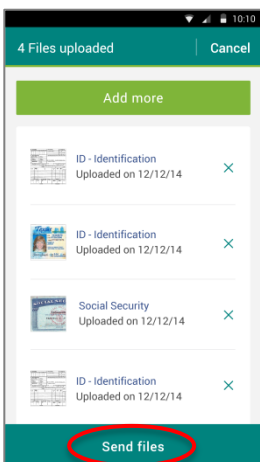 10:10
4 Files uploaded
Cancel
Add more
ID - Identification
Uploaded on 12/12/14
ID - Identification
Uploaded on 12/12/14
Social Security
Uploaded on 12/12/14
ID - Identification
Uploaded on 12/12/14
Send files